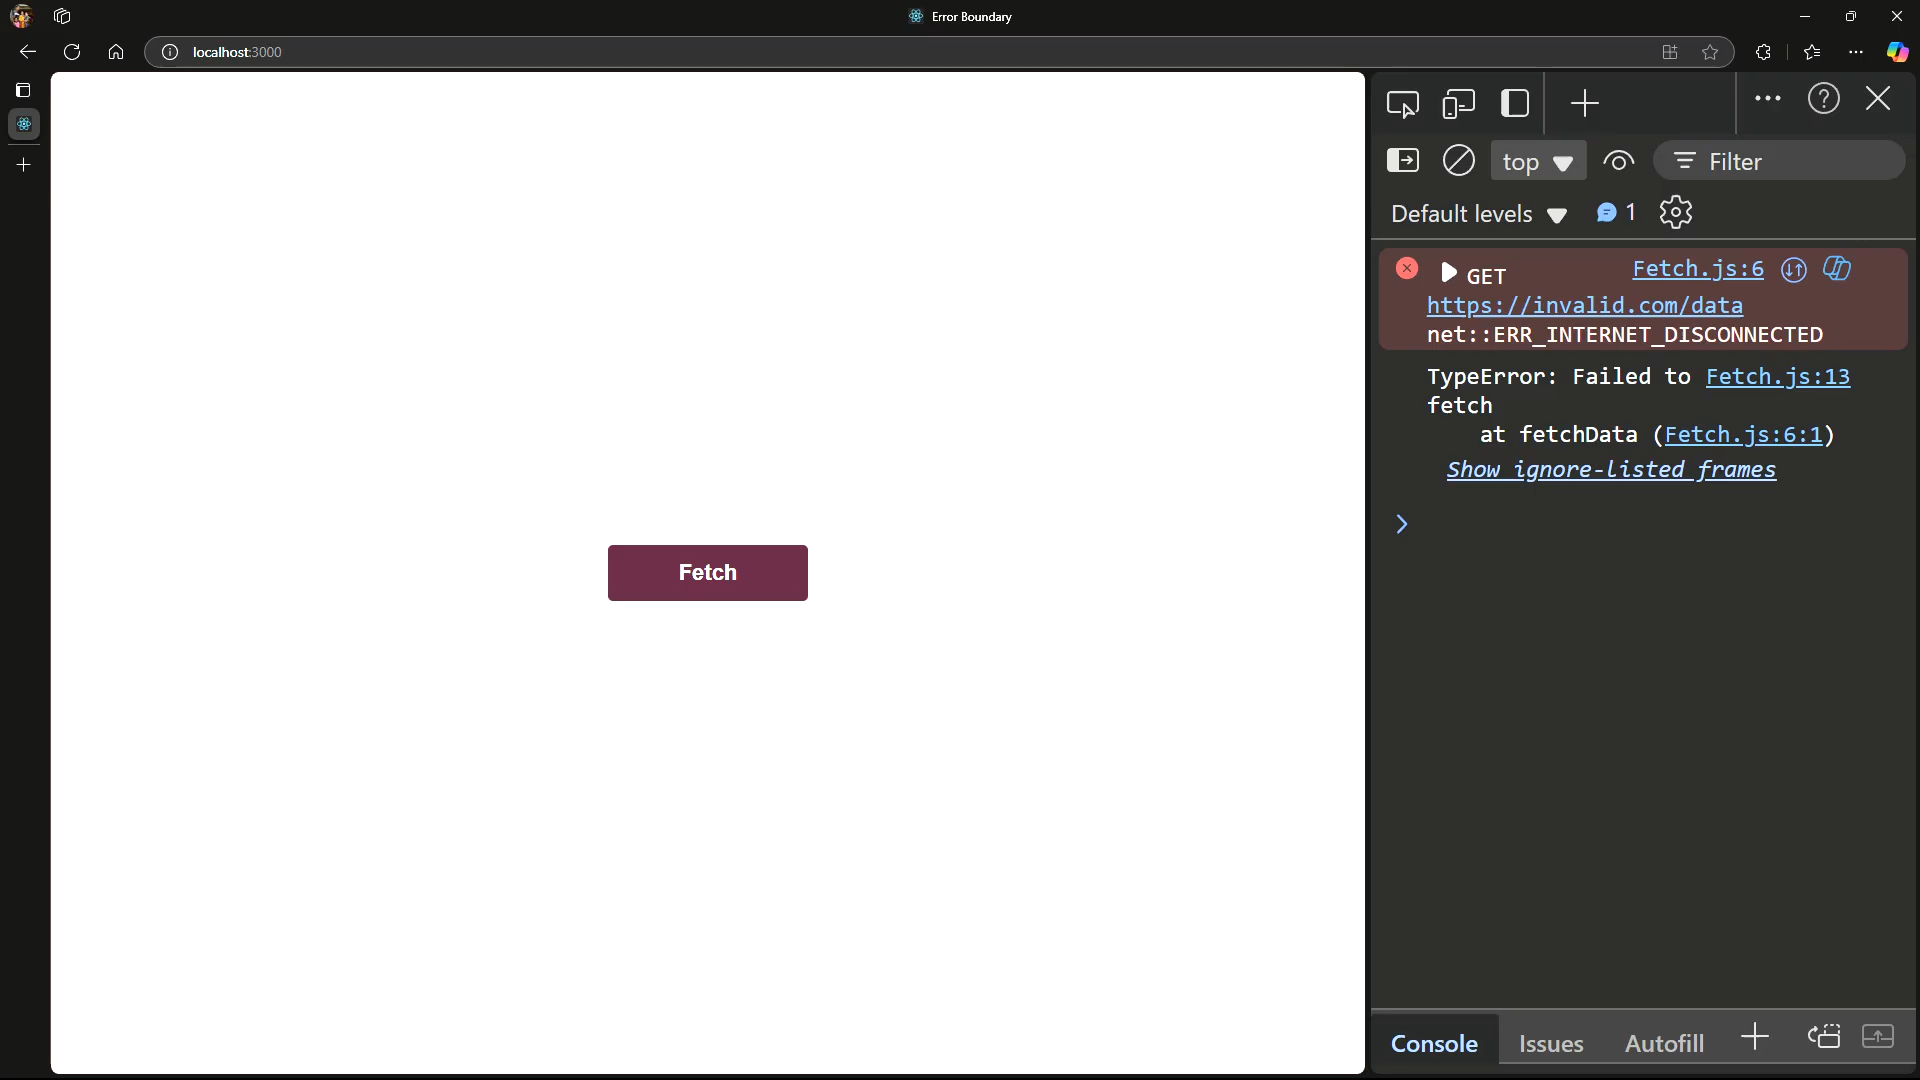 Error Boundary
localhost:3000
top
Filter
Default levels
1
GET
Fetch.js:6
https://invalid.com/data
net::ERR_INTERNET_DISCONNECTED
TypeError: Failed to Fetch.js:13
fetch
at fetchData (Fetch.js:6:1)
Show ignore-listed frames
Fetch
Console
Issues
Autofill